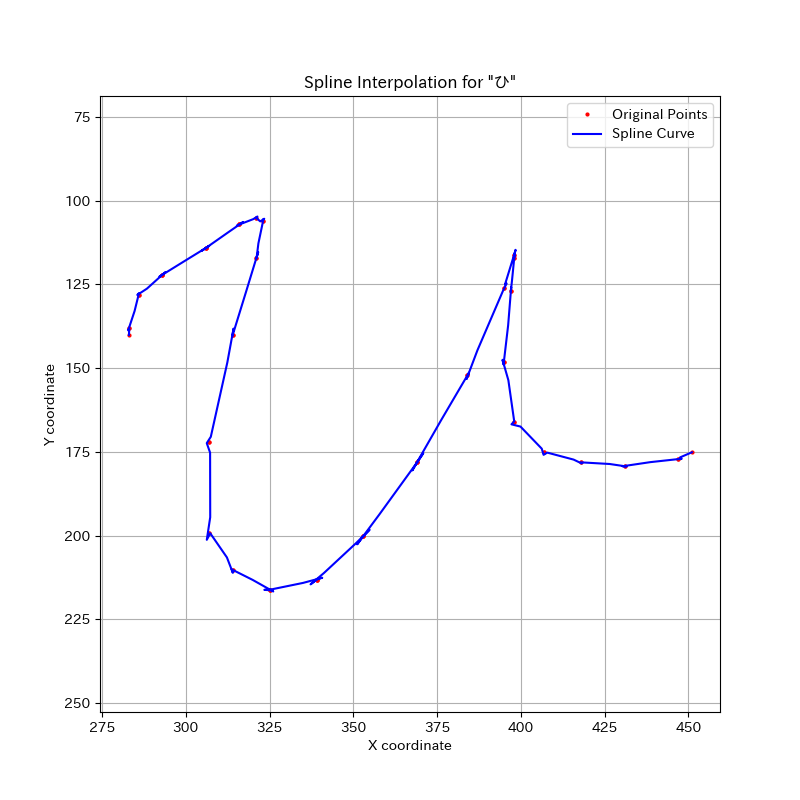 Spline Interpolation for "ひ"
Original Points
Spline Curve
75
100
125
150
175
200
225
250
Y coordinate
275 300 325 350 375 400 425 450
X coordinate